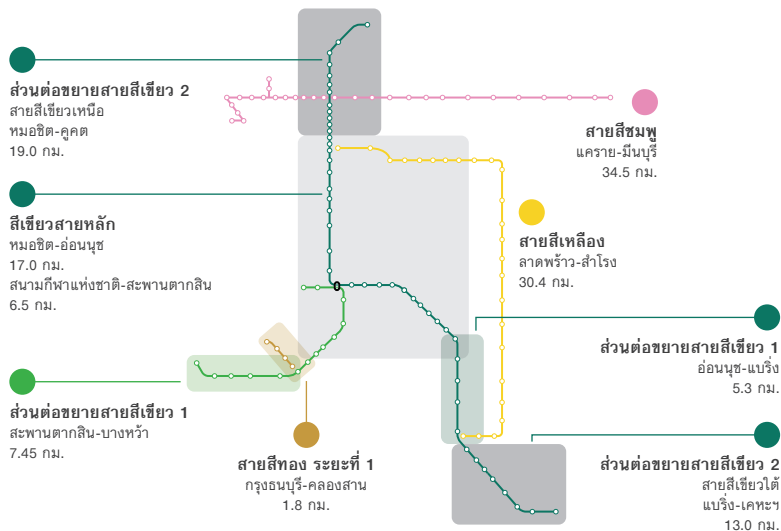 ส่วนต่อขยายสายสีเขียว 2
สายสีเขียวเหนือ
หมอชิต-คูคต
19.0 กม.
สีเขียวสายหลัก
หมอชิต-อ่อนนุช
17.0 กม.
สนามกีฬาแห่งชาติ-สะพานตากสิน
6.5 กม.
ส่วนต่อขยายสายสีเขียว 1
สะพานตากสิน-บางหว้า
7.45 กม.
สายสีทอง ระยะที่ 1
กรุงธนบุรี-คลองสาน
1.8 กม.
สายสีชมพู
แคราย-มีนบุรี
34.5 กม.
สายสีเหลือง
ลาดพร้าว-สำโรง
30.4 กม.
ส่วนต่อขยายสายสีเขียว 1
อ่อนนุช-แบริ่ง
5.3 กม.
ส่วนต่อขยายสายสีเขียว 2
สายสีเขียวใต้
แบริ่ง-เคหะฯ
13.0 กม.